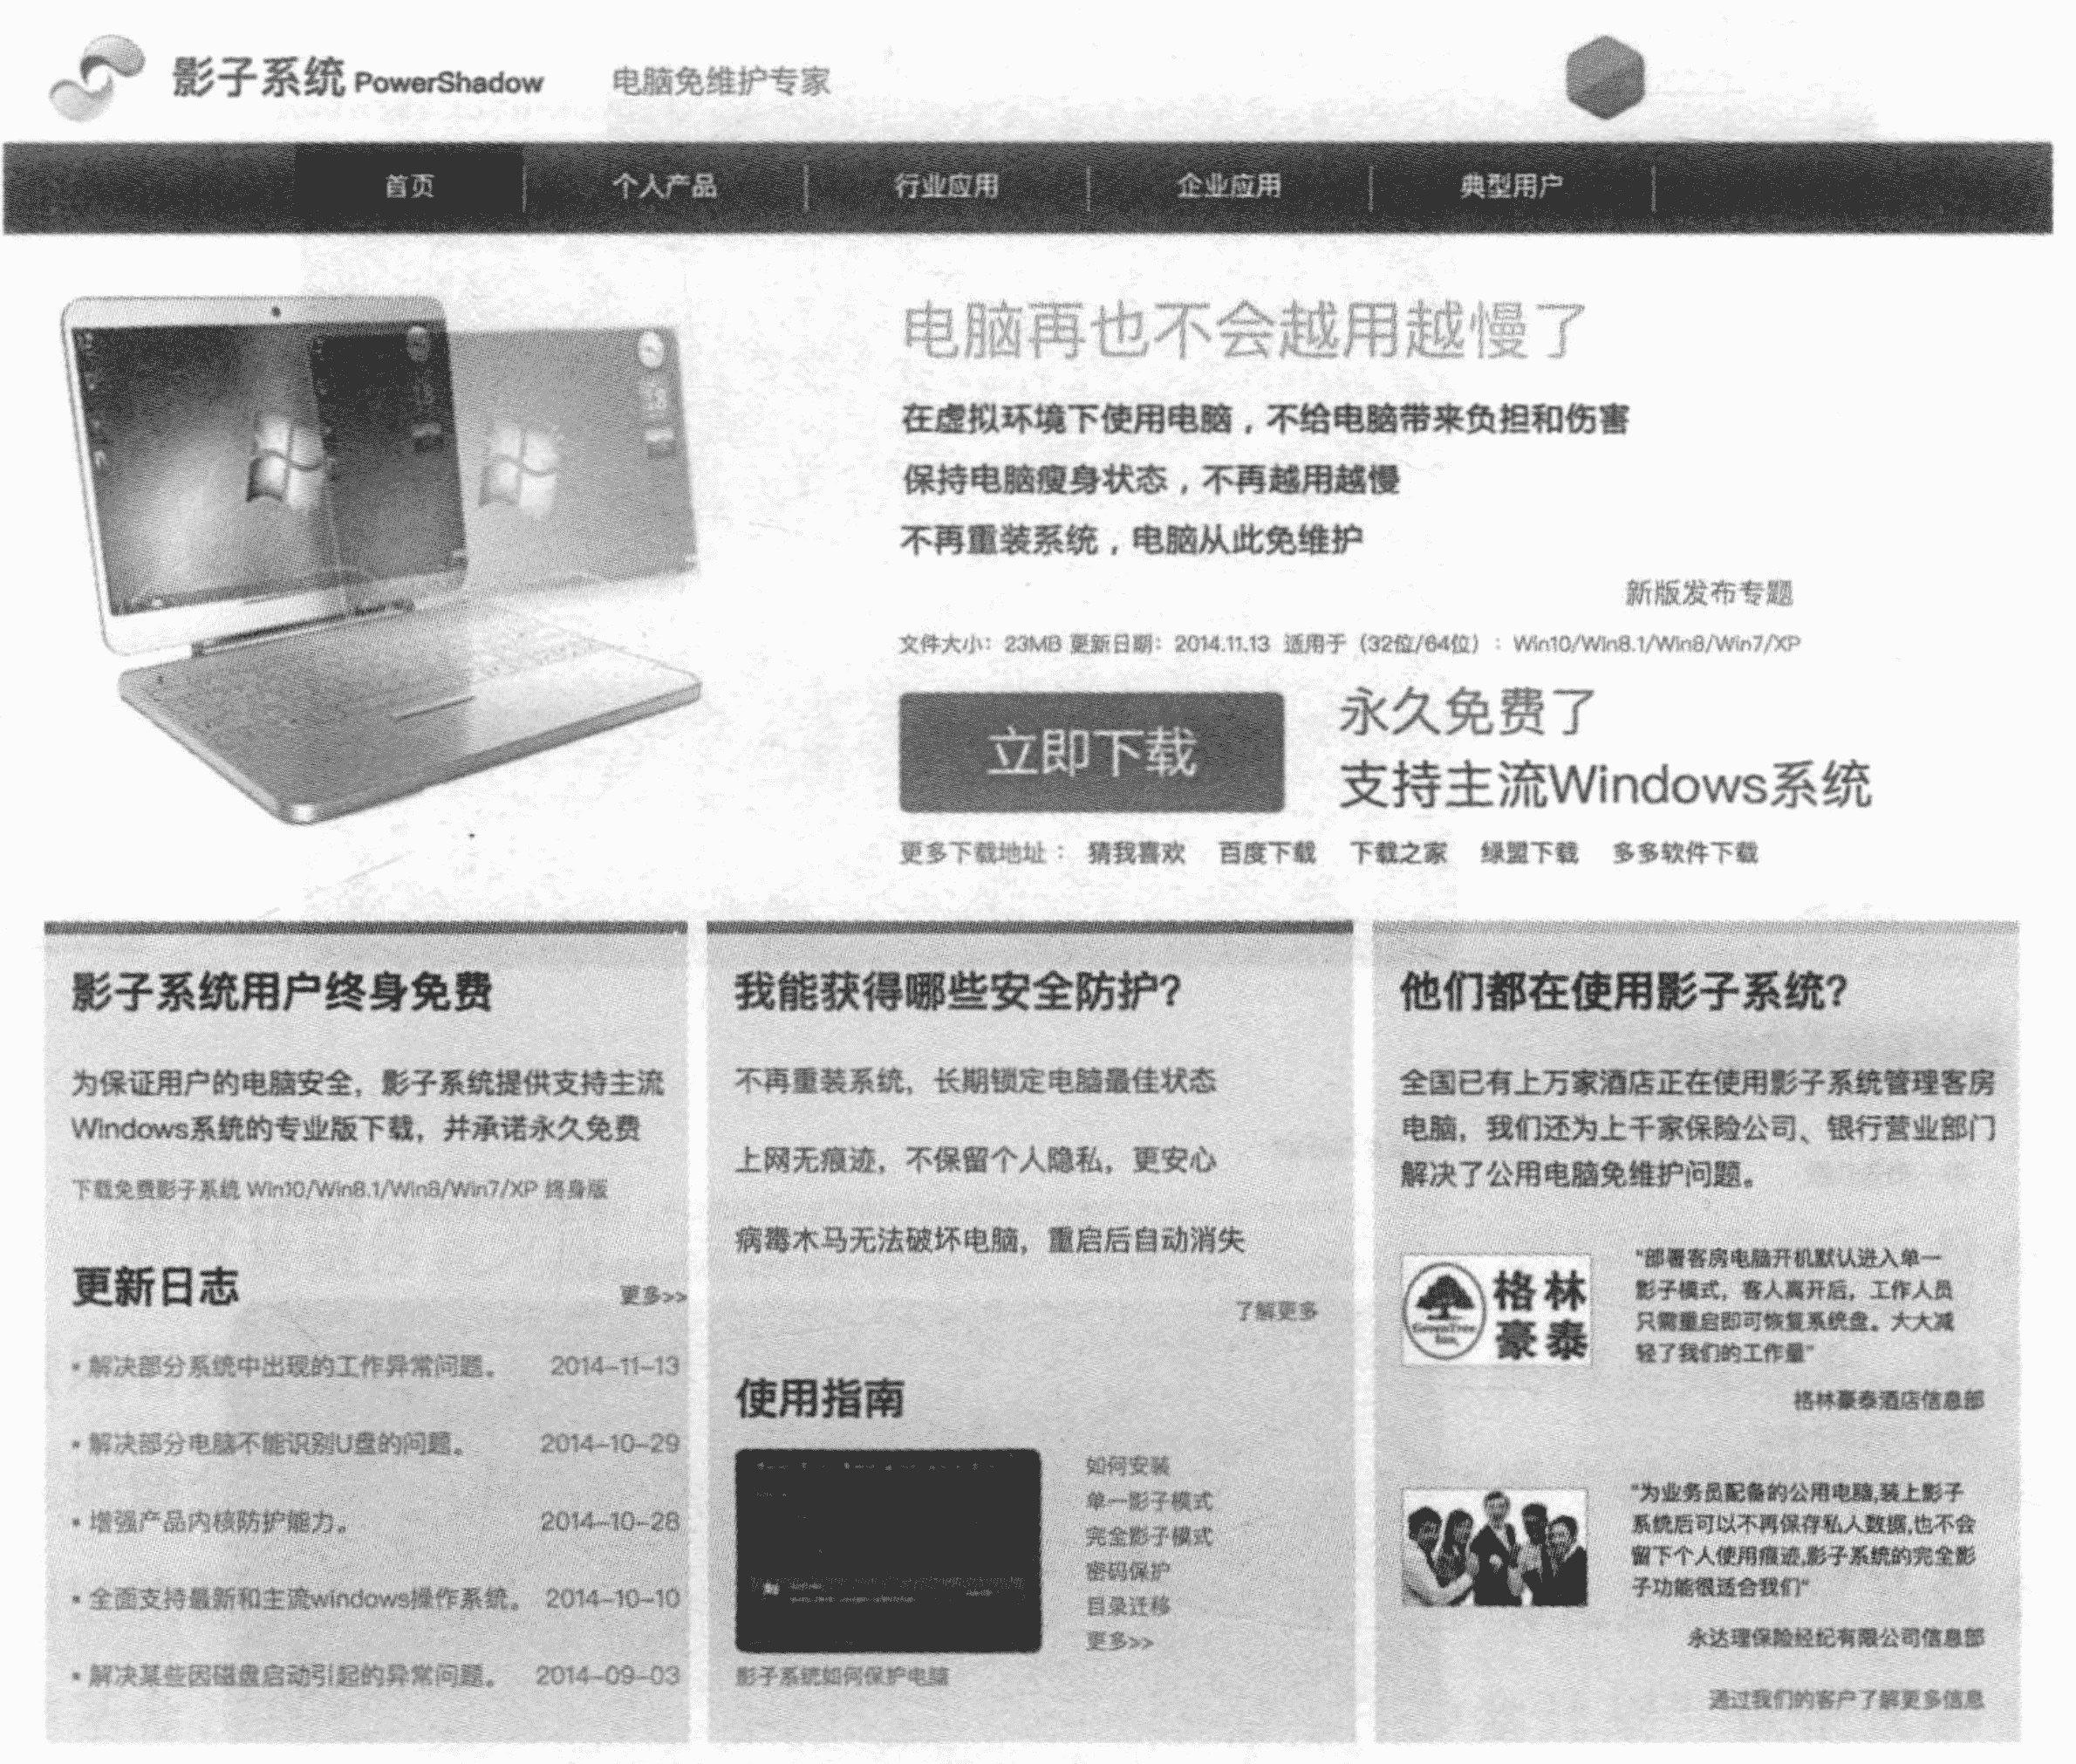 影子系统 PowerShadow 电脑免维护专家
首页 个人产品 行业应用 企业应用 典型用户
电脑再也不会越用越慢了
在虚拟环境下使用电脑，不给电脑带来负担和伤害
保持电脑瘦身状态，不再越用越慢
不再重装系统，电脑从此免维护
新版发布专题
文件大小：23MB 更新日期：2014.11.13 适用于（32位/64位）：Win10/Win8.1/Win8/Win7/XP
立即下载
永久免费了
支持主流Windows系统
更多下载地址： 猜我喜欢 百度下载 下载之家 绿盟下载 多多软件下载
影子系统用户终身免费
为保证用户的电脑安全，影子系统提供支持主流
Windows系统的专业版下载，并承诺永久免费
下载免费影子系统 Win10/Win8.1/Win8/Win7/XP 终身版
更新日志 更多>>
▪ 解决部分系统中出现的工作异常问题。 2014-11-13
▪ 解决部分电脑不能识别U盘的问题。 2014-10-29
▪ 增强产品内核防护能力。 2014-10-28
▪ 全面支持最新和主流windows操作系统。 2014-10-10
▪ 解决某些因磁盘启动引起的异常问题。 2014-09-03
我能获得哪些安全防护？
不再重装系统，长期锁定电脑最佳状态
上网无痕迹，不保留个人隐私，更安心
病毒木马无法破坏电脑，重启后自动消失
了解更多
使用指南
如何安装
单一影子模式
完全影子模式
密码保护
目录迁移
更多>>
影子系统如何保护电脑
他们都在使用影子系统？
全国已有上万家酒店正在使用影子系统管理客房
电脑，我们还为上千家保险公司、银行营业部门
解决了公用电脑免维护问题。
格林
豪泰
GreenTree
Inn
"部署客房电脑开机默认进入单一
影子模式，客人离开后，工作人员
只需重启即可恢复系统盘。大大减
轻了我们的工作量"
格林豪泰酒店信息部
"为业务员配备的公用电脑,装上影子
系统后可以不再保存私人数据,也不会
留下个人使用痕迹,影子系统的完全影
子功能很适合我们"
永达理保险经纪有限公司信息部
通过我们的客户了解更多信息